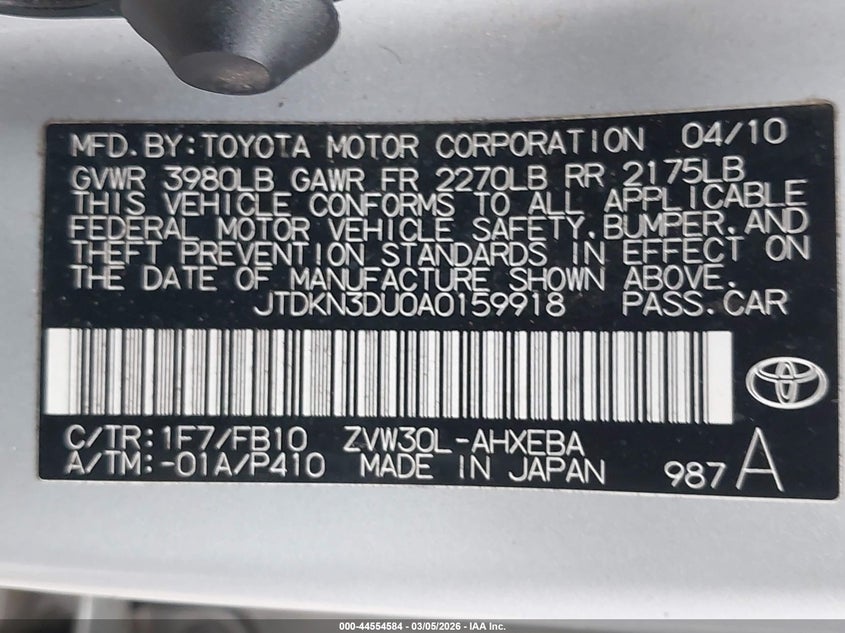 MFD. BY: TOYOTA MOTOR CORPORATION 04/10
GVWR 3980LB GAWR FR 2270LB RR 2175LB
THIS VEHICLE CONFORMS TO ALL APPLICABLE
FEDERAL MOTOR VEHICLE SAFETY, BUMPER, AND
THEFT PREVENTION STANDARDS IN EFFECT ON
THE DATE OF MANUFACTURE SHOWN ABOVE.
JTDKN3DU0A0159918 PASS. CAR
C/TR: 1F7/FB10 ZVW30L-AHXEBA
A/TM: -01A/P410 MADE IN JAPAN 987 A
000-44554584 | 03/05/2026 - IAA Inc.